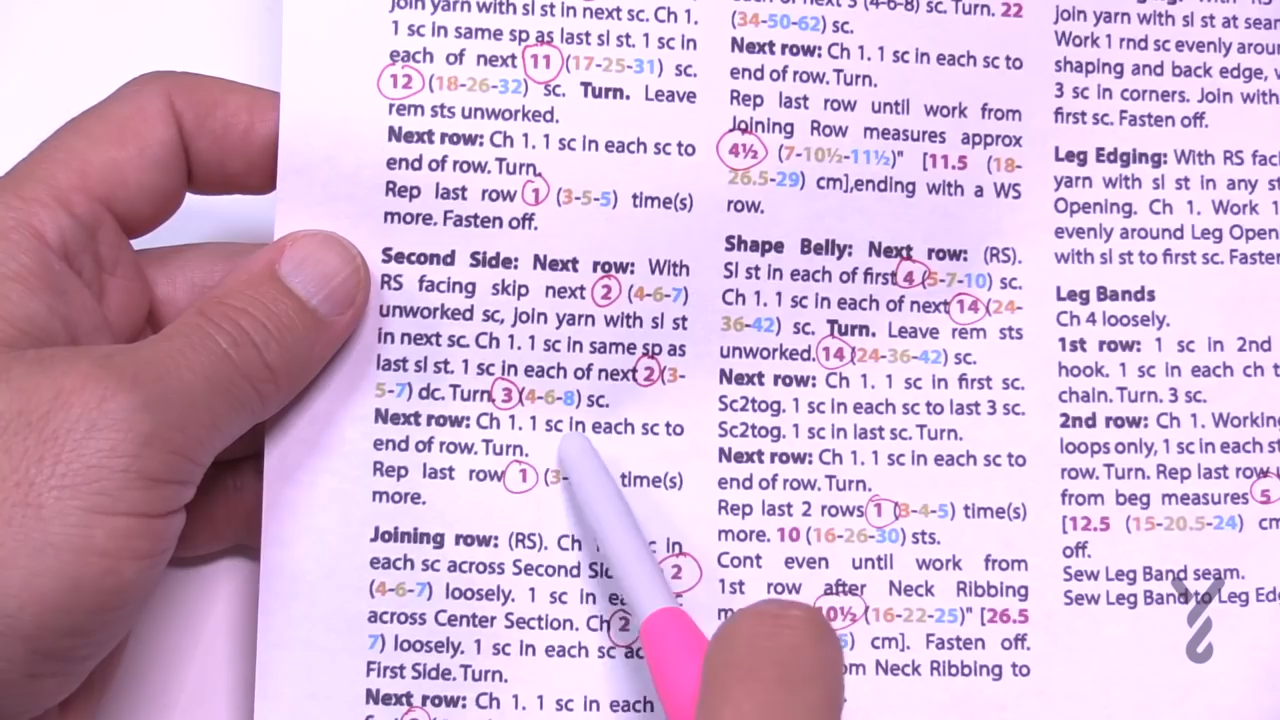 Join yarn with sl st in next sc. Ch 1.
1 sc in same sp as last sl st. 1 sc in
each of next 11 (17-25-31) sc.
12 (18-26-32) sc. Turn. Leave
rem sts unworked.
Next row: Ch 1. 1 sc in each sc to
end of row. Turn.
Rep last row 1 (3-5-5) time(s)
more. Fasten off.
Second Side: Next row: With
RS facing skip next 2 (4-6-7)
unworked sc, join yarn with sl st
in next sc. Ch 1. 1 sc in same sp as
last sl st. 1 sc in each of next 2 (3-
5-7) dc. Turn. 3 (4-6-8) sc.
Next row: Ch 1. 1 sc in each sc to
end of row. Turn.
Rep last row 1 (3- time(s)
more.
Joining row: (RS). Ch in
each sc across Second 2
(4-6-7) loosely. 1 sc in
across Center Section. Ch 2
7) loosely. 1 sc in each sc
First Side. Turn.
Next row: Ch 1. 1 sc in each
of next 3 (4-6-8) sc. Turn. 22
(34-50-62) sc.
Next row: Ch 1. 1 sc in each sc to
end of row. Turn.
Rep last row until work from
Joining Row measures approx
4½ (7-10½-11½)" [11.5 (18-
26.5-29) cm],ending with a WS
row.
Shape Belly: Next row: (RS).
Sl st in each of first 4 (5-7-10) sc.
Ch 1. 1 sc in each of next 14 (24-
36-42) sc. Turn. Leave rem sts
unworked. 14 (24-36-42) sc.
Next row: Ch 1. 1 sc in first sc.
Sc2tog. 1 sc in each sc to last 3 sc.
Sc2tog. 1 sc in last sc. Turn.
Next row: Ch 1. 1 sc in each sc to
end of row. Turn.
Rep last 2 rows 1 (3-4-5) time(s)
more. 10 (16-26-30) sts.
Cont even until work from
1st row after Neck Ribbing
10½ (16-22-25)" [26.5
cm]. Fasten off.
Neck Ribbing to
Join yarn with sl st at
Work 1 rnd sc evenly
shaping and back edge,
3 sc in corners. Join with
first sc. Fasten off.
Leg Edging: With RS
yarn with sl st in any
Opening. Ch 1. Work
evenly around Leg
with sl st to first sc.
Leg Bands
Ch 4 loosely.
1st row: 1 sc in 2nd
hook. 1 sc in each ch
chain. Turn. 3 sc.
2nd row: Ch 1. Working
loops only, 1 sc in each
row. Turn. Rep last row
from beg measures 5
[12.5 (15-20.5-24)
off.
Sew Leg Band seam.
Sew Leg Band to Leg